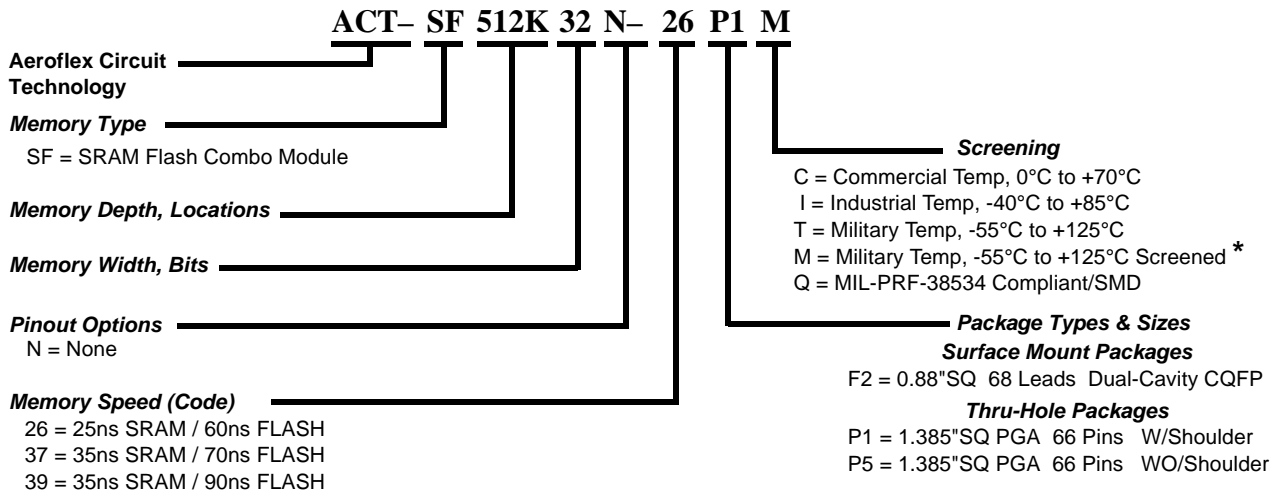 ACT– SF 512K 32 N– 26 P1 M
Aeroflex Circuit
Technology
Memory Type
SF = SRAM Flash Combo Module
Memory Depth, Locations
Memory Width, Bits
Pinout Options
N = None
Memory Speed (Code)
26 = 25ns SRAM / 60ns FLASH
37 = 35ns SRAM / 70ns FLASH
39 = 35ns SRAM / 90ns FLASH
Screening
C = Commercial Temp, 0°C to +70°C
I = Industrial Temp, -40°C to +85°C
T = Military Temp, -55°C to +125°C
M = Military Temp, -55°C to +125°C Screened *
Q = MIL-PRF-38534 Compliant/SMD
Package Types & Sizes
Surface Mount Packages
F2 = 0.88"SQ 68 Leads Dual-Cavity CQFP
Thru-Hole Packages
P1 = 1.385"SQ PGA 66 Pins W/Shoulder
P5 = 1.385"SQ PGA 66 Pins WO/Shoulder